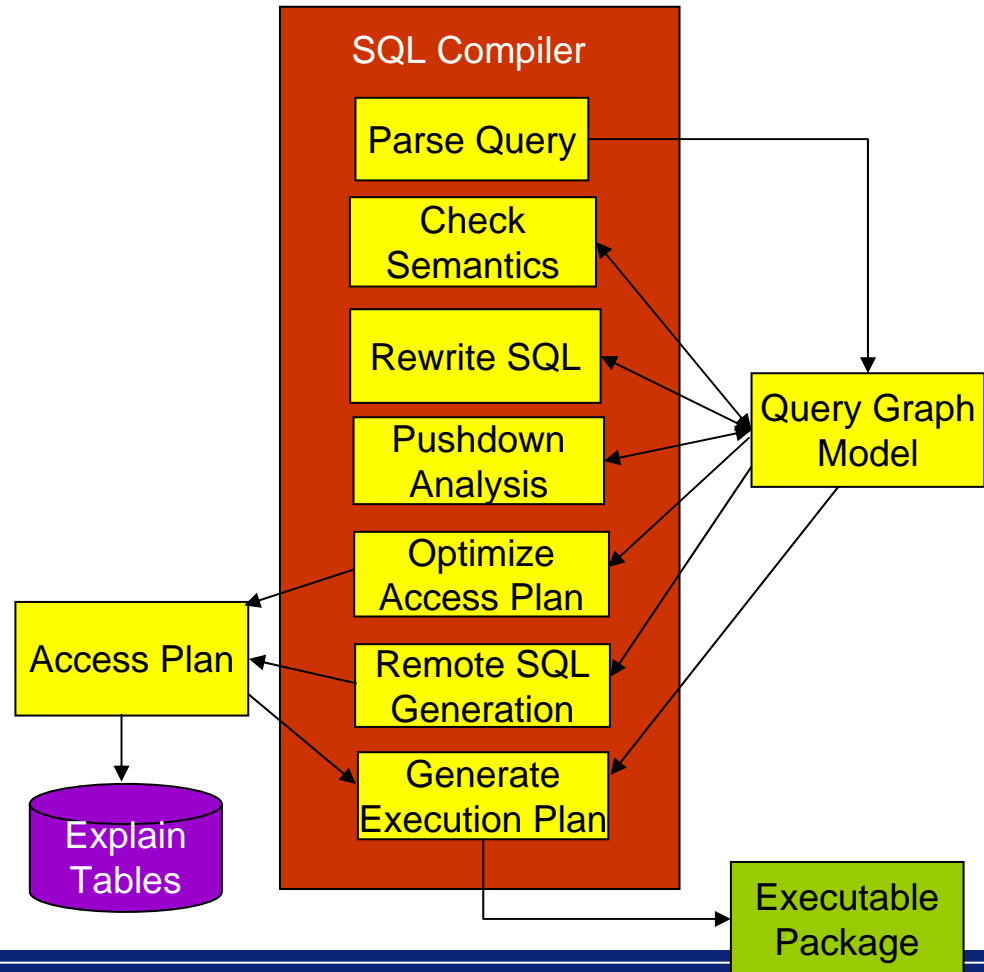 SQL Compiler
Parse Query
Check
Semantics
Rewrite SQL
Query Graph
Model
Pushdown
Analysis
Optimize
Access Plan
Access Plan
Remote SQL
Generation
Generate
Execution Plan
Explain
Tables
Executable
Package